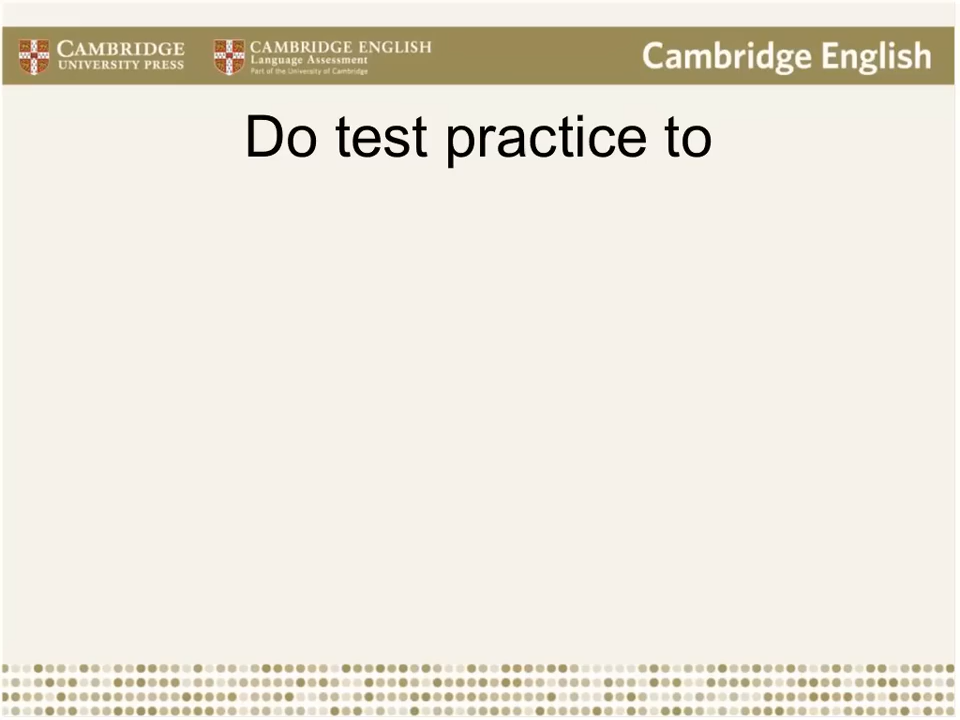 CAMBRIDGE
UNIVERSITY PRESS
CAMBRIDGE ENGLISH
Language Assessment
Part of the University of Cambridge
Cambridge English
Do test practice to